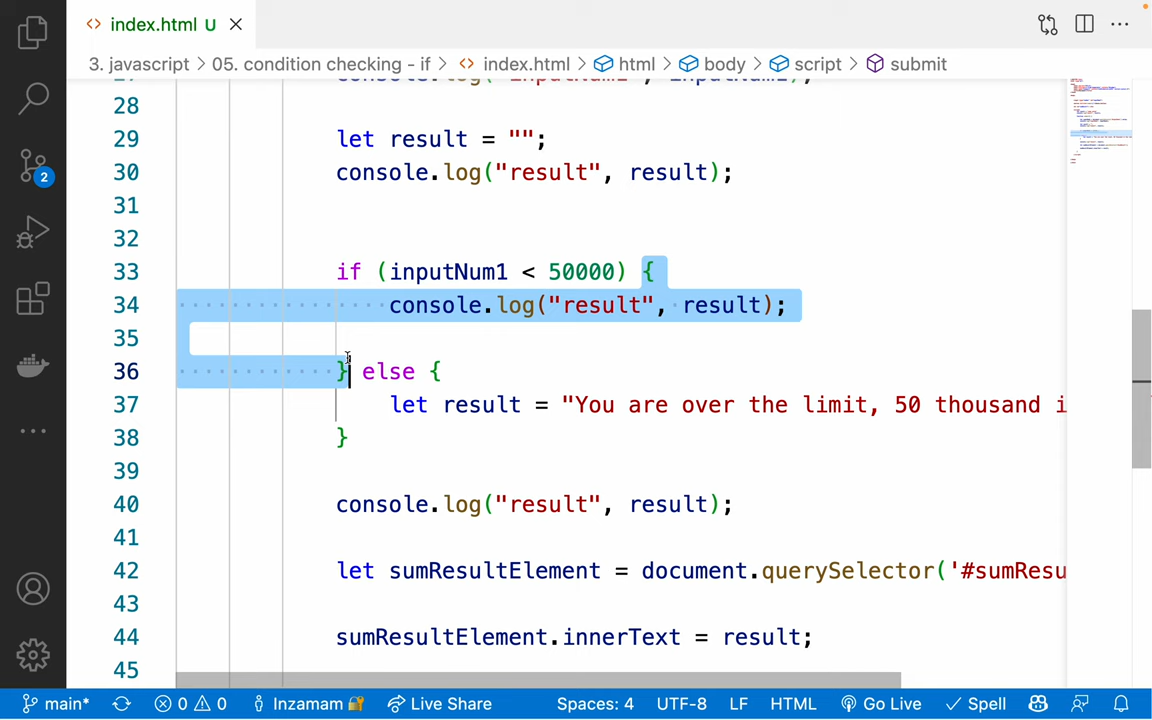 index.html U
3. javascript > 05. condition checking - if > index.html > html > body > script > submit
28
29 let result = "";
30 console.log("result", result);
31
32
33 if (inputNum1 < 50000) {
34 console.log("result", result);
35
36 } else {
37 let result = "You are over the limit, 50 thousand i
38 }
39
40 console.log("result", result);
41
42 let sumResultElement = document.querySelector('#sumResu
43
44 sumResultElement.innerText = result;
45
2
main* 0 0 Inzamam Live Share Spaces: 4 UTF-8 LF HTML Go Live Spell